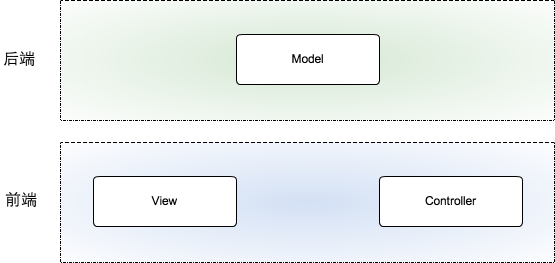 后端
Model
前端
View
Controller